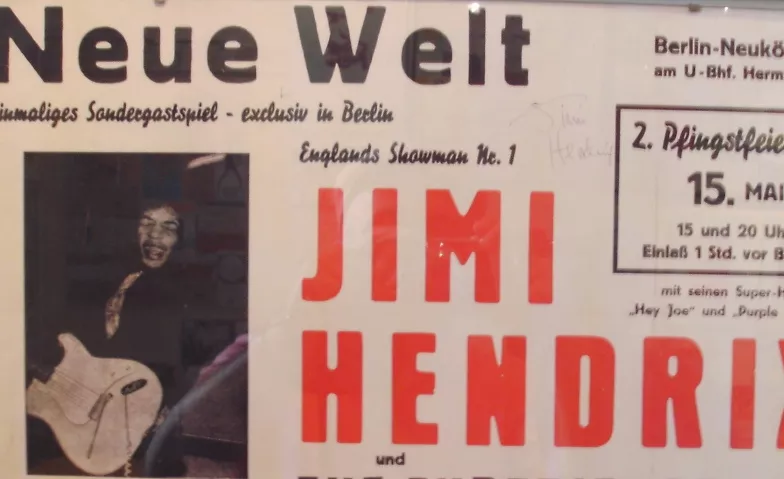 Neue Welt
Berlin-Neukö
am U-Bhf. Herm
inmaliges Sondergastspiel - exclusiv in Berlin
Englands Showman Nr. 1
Jimi
Hendrix
2. Pfingstfeie
15. MAI
15 und 20 Uh
Einlaß 1 Std. vor B
JIMI
mit seinen Super-H
„Hey Joe" und „Purple
HENDRIX
und